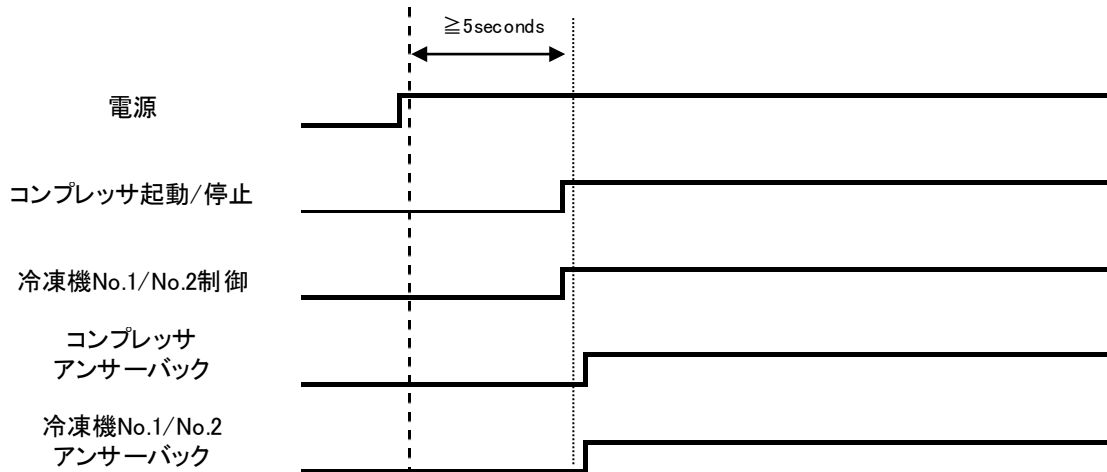 ≧5seconds
電源
コンプレッサ起動/停止
冷凍機No.1/No.2制御
コンプレッサ
アンサーバック
冷凍機No.1/No.2
アンサーバック